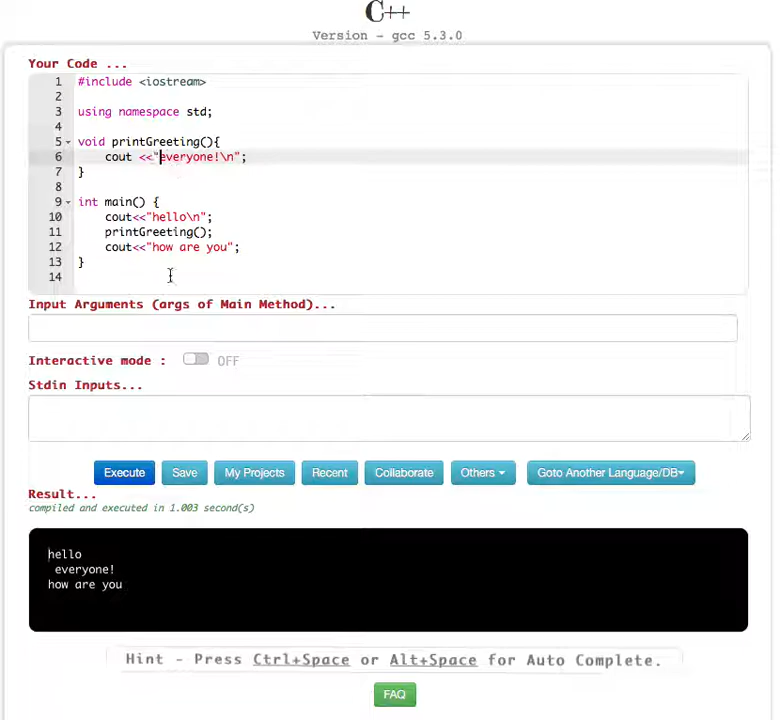 C++
Version - gcc 5.3.0
Your Code ...
1 #include <iostream>
2
3 using namespace std;
4
5 void printGreeting(){
6 cout <<"everyone!\n";
7 }
8
9 int main() {
10 cout<<"hello\n";
11 printGreeting();
12 cout<<"how are you";
13 }
14
Input Arguments (args of Main Method)...
Interactive mode : OFF
Stdin Inputs...
Execute Save My Projects Recent Collaborate Others Goto Another Language/DB
Result...
compiled and executed in 1.003 second(s)
hello
everyone!
how are you
Hint - Press Ctrl+Space or Alt+Space for Auto Complete.
FAQ